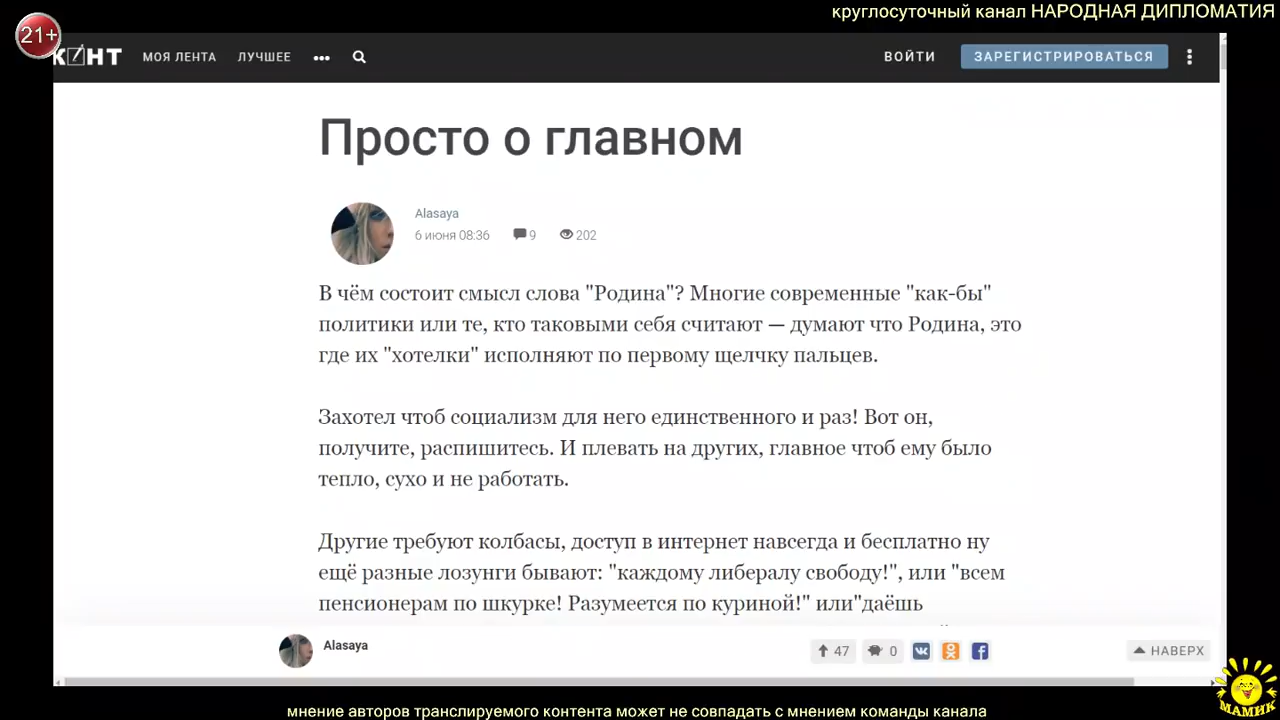 круглосуточный канал НАРОДНАЯ ДИПЛОМАТИЯ
21+
КОНТ МОЯ ЛЕНТА ЛУЧШЕЕ ••• ВОЙТИ ЗАРЕГИСТРИРОВАТЬСЯ
Просто о главном
Alasaya
6 июня 08:36 9 202
В чём состоит смысл слова "Родина"? Многие современные "как-бы"
политики или те, кто таковыми себя считают — думают что Родина, это
где их "хотелки" исполняют по первому щелчку пальцев.
Захотел чтоб социализм для него единственного и раз! Вот он,
получите, распишитесь. И плевать на других, главное чтоб ему было
тепло, сухо и не работать.
Другие требуют колбасы, доступ в интернет навсегда и бесплатно ну
ещё разные лозунги бывают: "каждому либералу свободу!", или "всем
пенсионерам по шкурке! Разумеется по куриной!" или"даёшь
Alasaya 47 0 НАВЕРХ
МАМИК
мнение авторов транслируемого контента может не совпадать с мнением команды канала